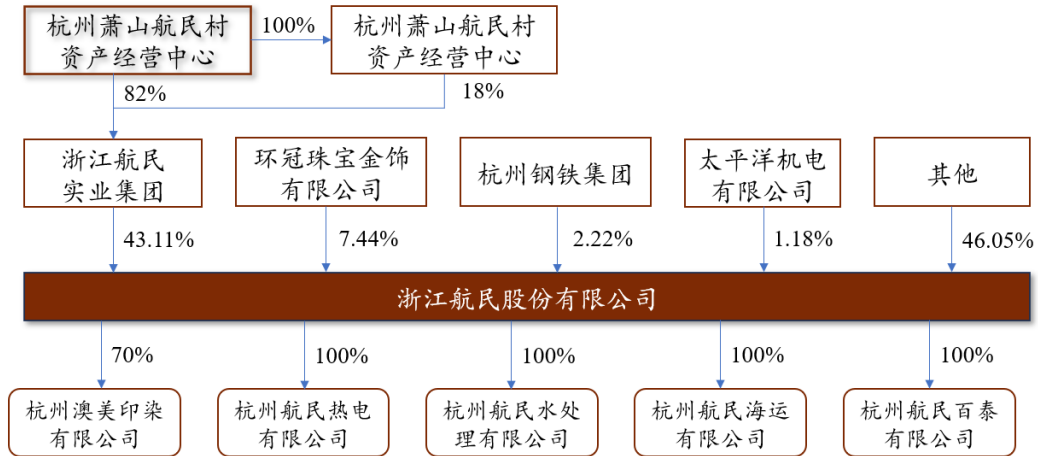 杭州萧山航民村
资产经营中心
100%
杭州萧山航民村
资产经营中心
82%
18%
浙江航民
实业集团
环冠珠宝金饰
有限公司
杭州钢铁集团
太平洋机电
有限公司
其他
43.11%
7.44%
2.22%
1.18%
46.05%
浙江航民股份有限公司
70%
100%
100%
100%
100%
杭州澳美印染
有限公司
杭州航民热电
有限公司
杭州航民水处
理有限公司
杭州航民海运
有限公司
杭州航民百泰
有限公司